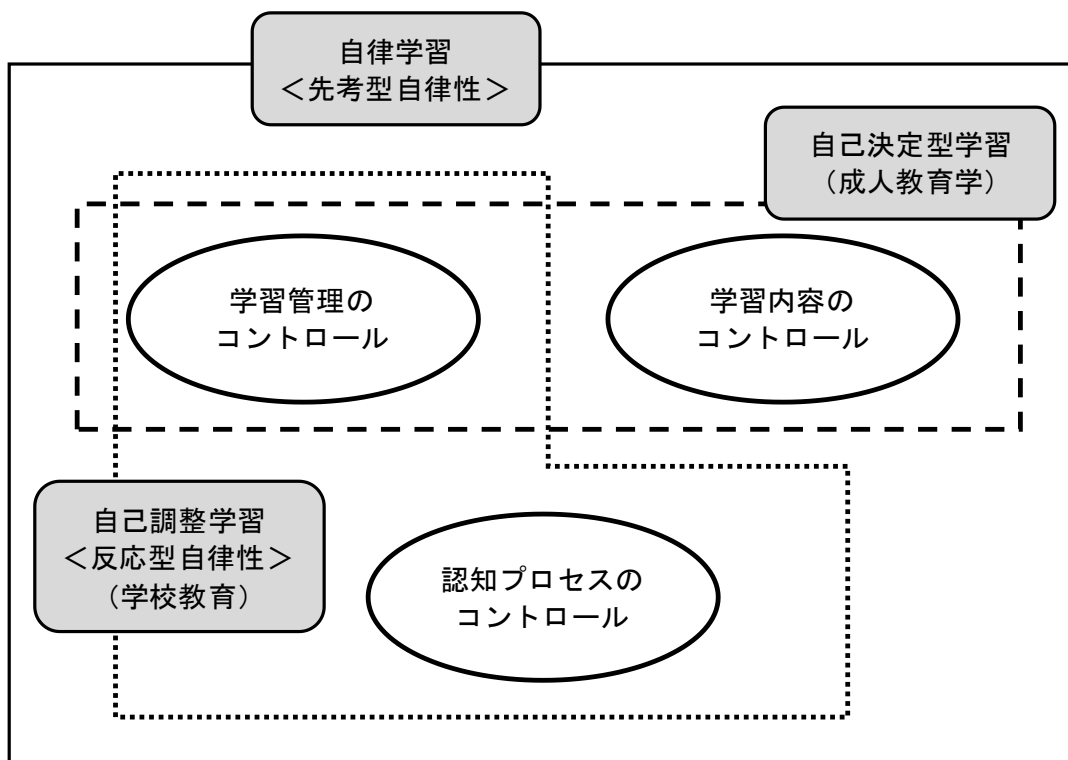 自律学習
＜先考型自律性＞
自己決定型学習
（成人教育学）
学習管理の
コントロール
学習内容の
コントロール
自己調整学習
＜反応型自律性＞
（学校教育）
認知プロセスの
コントロール